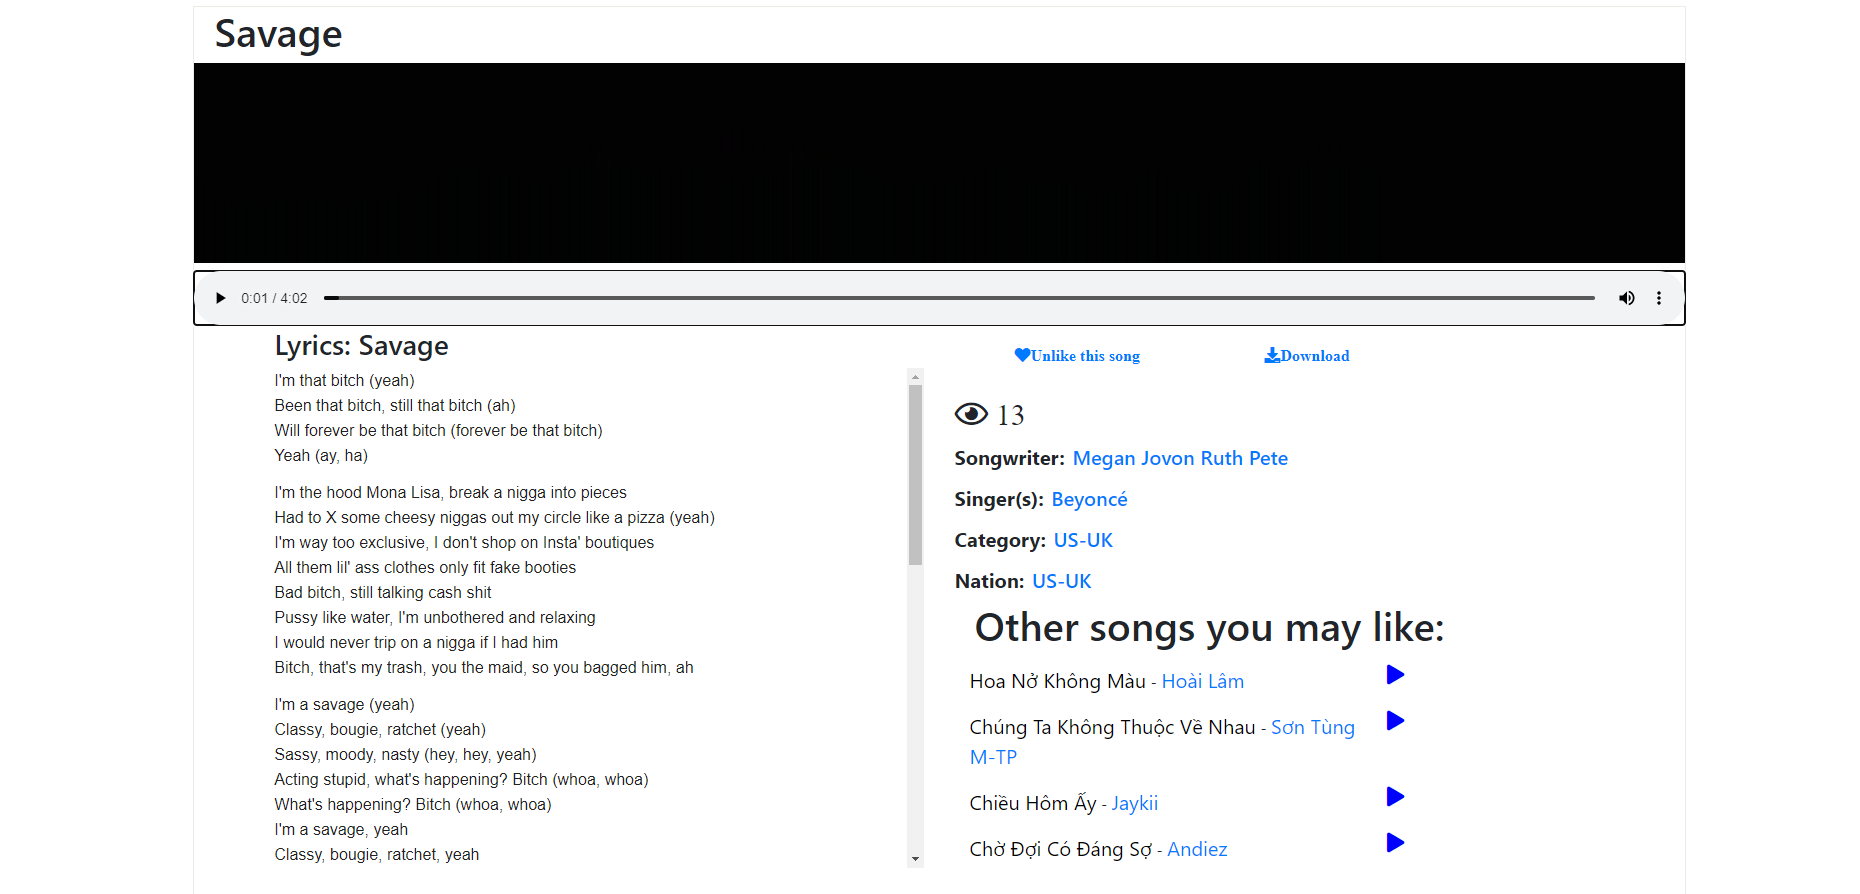 Savage
0:01 / 4:02
Lyrics: Savage
I'm that bitch (yeah)
Been that bitch, still that bitch (ah)
Will forever be that bitch (forever be that bitch)
Yeah (ay, ha)
I'm the hood Mona Lisa, break a nigga into pieces
Had to X some cheesy niggas out my circle like a pizza (yeah)
I'm way too exclusive, I don't shop on Insta' boutiques
All them lil' ass clothes only fit fake booties
Bad bitch, still talking cash shit
Pussy like water, I'm unbothered and relaxing
I would never trip on a nigga if I had him
Bitch, that's my trash, you the maid, so you bagged him, ah
I'm a savage (yeah)
Classy, bougie, ratchet (yeah)
Sassy, moody, nasty (hey, hey, yeah)
Acting stupid, what's happening? Bitch (whoa, whoa)
What's happening? Bitch (whoa, whoa)
I'm a savage, yeah
Classy, bougie, ratchet, yeah
Unlike this song
Download
13
Songwriter: Megan Jovon Ruth Pete
Singer(s): Beyoncé
Category: US-UK
Nation: US-UK
Other songs you may like:
Hoa Nở Không Màu - Hoài Lâm
Chúng Ta Không Thuộc Về Nhau - Sơn Tùng
M-TP
Chiều Hôm Ấy - Jaykii
Chờ Đợi Có Đáng Sợ - Andiez